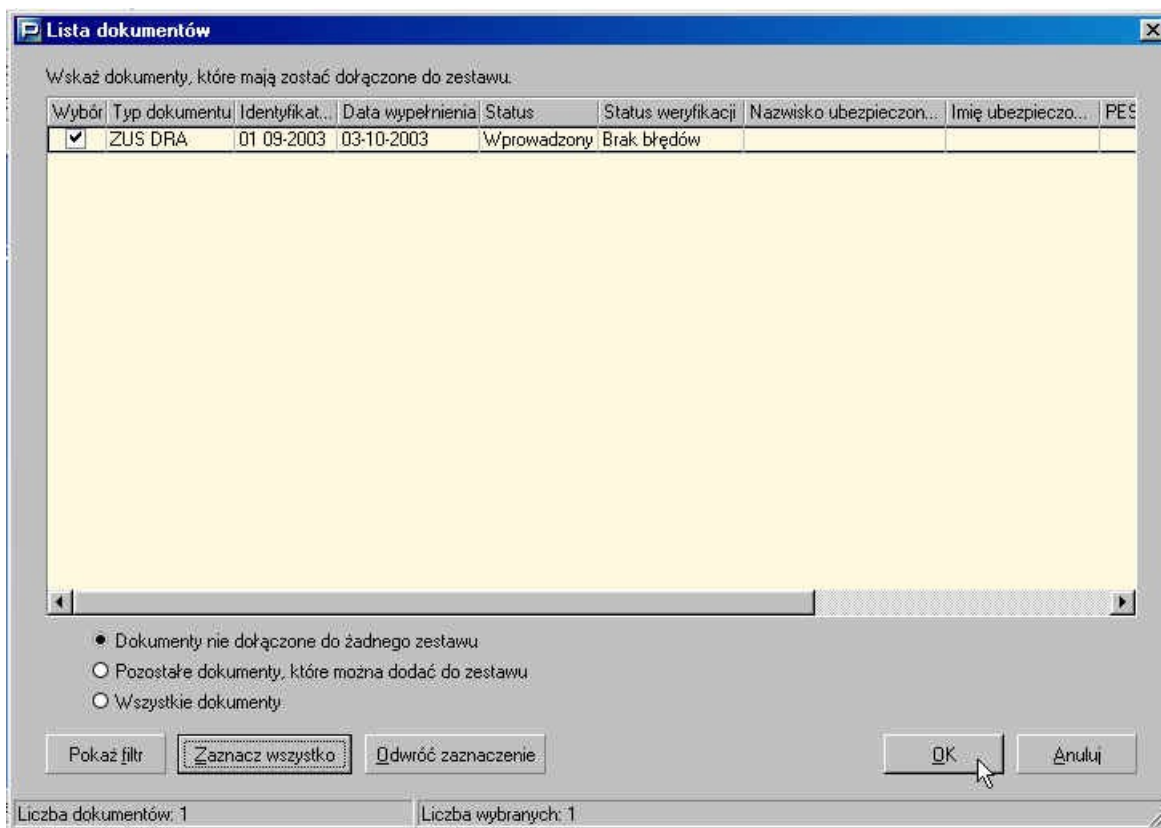 Lista dokumentów
Wskaż dokumenty, które mają zostać dołączone do zestawu.
Wybór Typ dokumentu Identyfikat... Data wypełnienia Status Status weryfikacji Nazwisko ubezpieczon... Imię ubezpieczo... PES
ZUS DRA 01 09-2003 03-10-2003 Wprowadzony Brak błędów
Dokumenty nie dołączone do żadnego zestawu
Pozostałe dokumenty, które można dodać do zestawu
Wszystkie dokumenty
Pokaż filtr Zaznacz wszystko Odwróć zaznaczenie OK Anuluj
Liczba dokumentów: 1 Liczba wybranych: 1